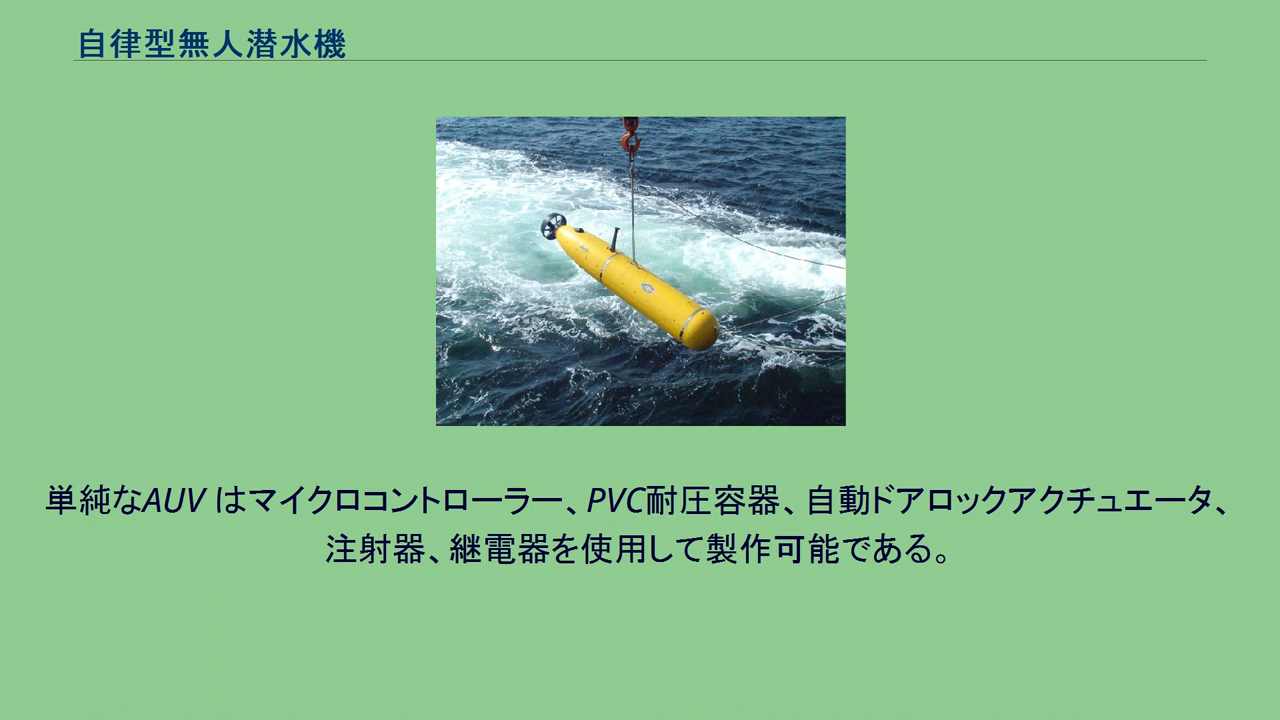 自律型無人潜水機
単純なAUV はマイクロコントローラー、PVC耐圧容器、自動ドアロックアクチュエータ、
注射器、継電器を使用して製作可能である。